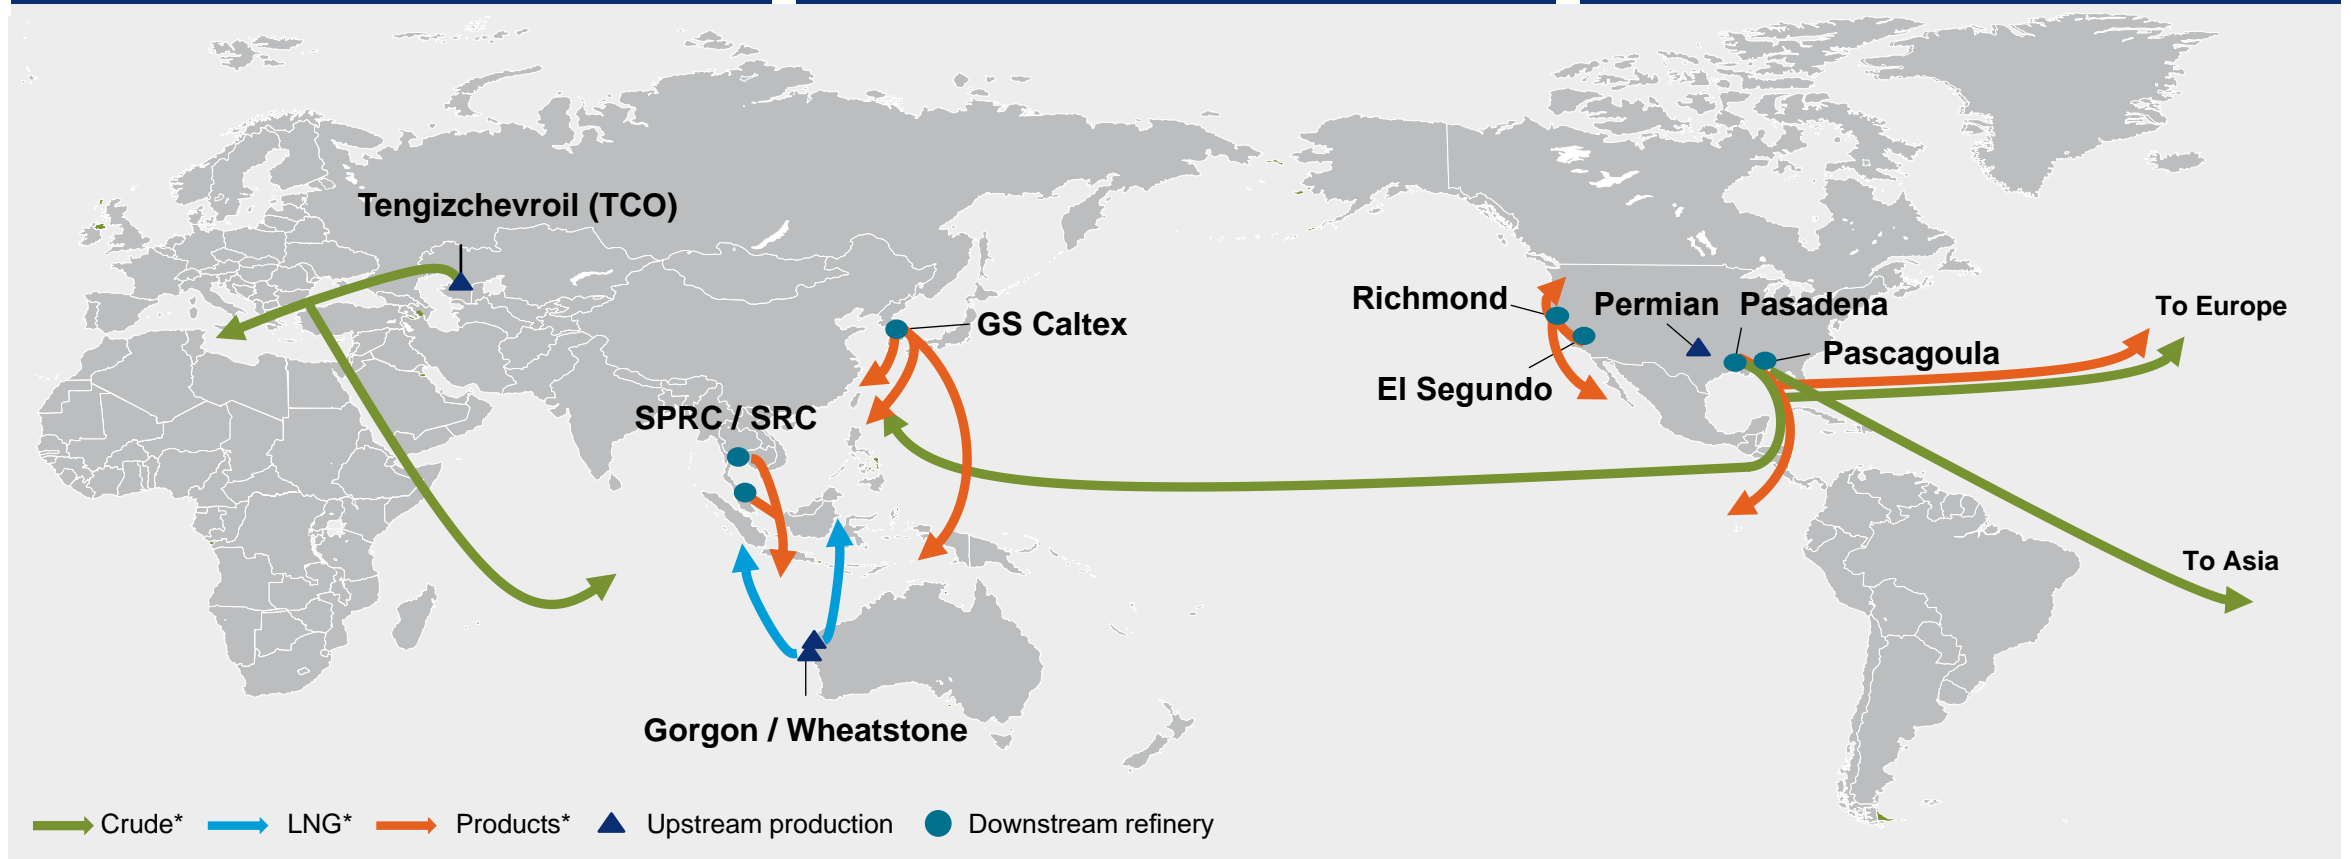 Tengizchevroil (TCO)
GS Caltex
SPRC / SRC
Gorgon / Wheatstone
Richmond
El Segundo
Permian
Pasadena
Pascagoula
To Europe
To Asia
Crude*
LNG*
Products*
Upstream production
Downstream refinery